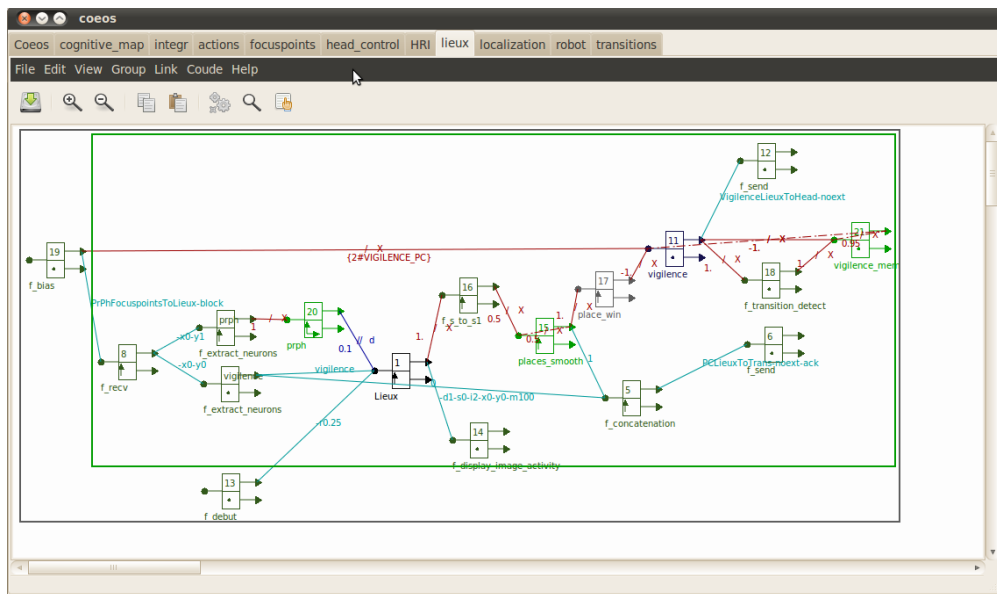 coeos
Coeos cognitive_map integr actions focuspoints head_control HRI lieux localization robot transitions
File Edit View Group Link Coude Help
12
f_send
VigilenceLieuxToHead-noext
19
f_bias
/ X
{2#VIGILENCE_PC}
11
vigilence
-1. / X
21
0.95 / X
vigilence_mem
1. / X
18
f_transition_detect
1. / X
-1. / X
17
place_win
16
f_s_to_s1
0.5 / X
1. / X
15
places_smooth
0.5 / X
1. / X
PrPhFocuspointsToLieux-block
prph
f_extract_neurons
1 / X
20
prph
// d
0.1
-x0-y1
8
f_recv
-x0-y0
vigilence
f_extract_neurons
vigilence
1
Lieux
6
f_send
PCLieuxToTrans-noext-ack
1
5
f_concatenation
-d1-s0-i2-x0-y0-m100
14
f_display_image_activity
-r0.25
13
f_debut